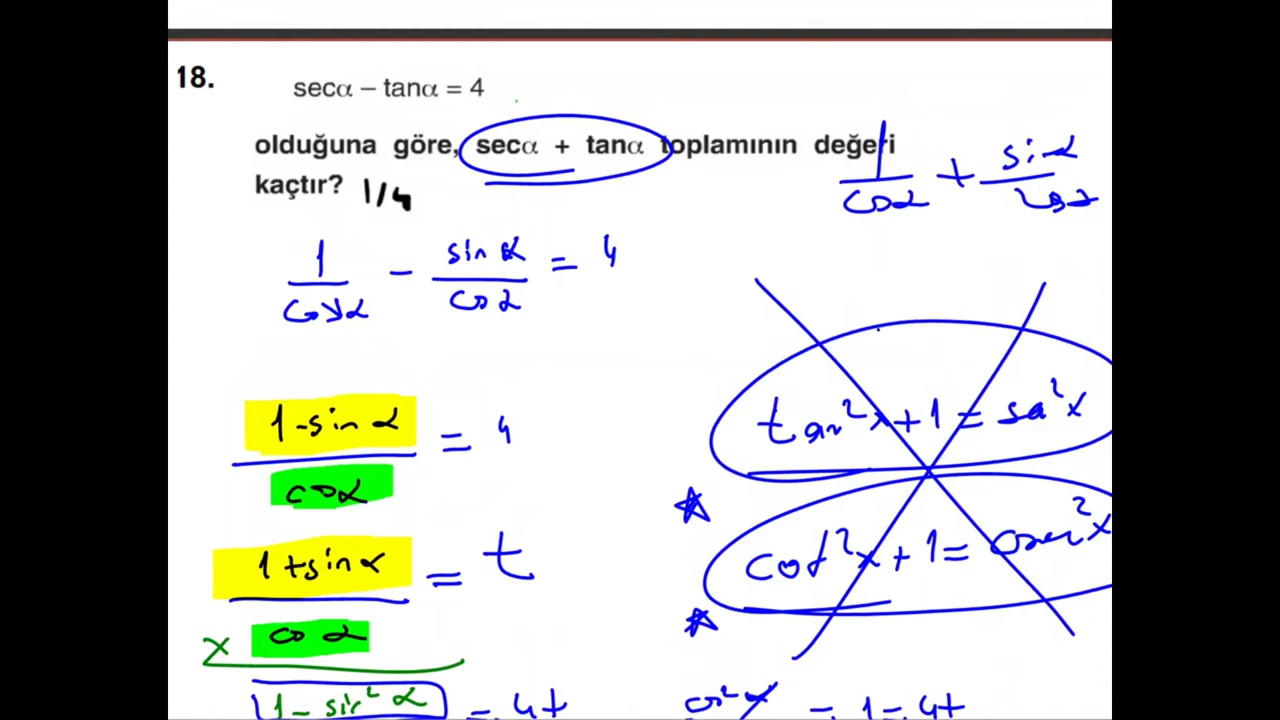 18.
secα – tanα = 4
olduğuna göre, secα + tanα toplamının değeri
kaçtır? 1/4
1/cosα + sinα/cosα
1/cosα - sinα/cosα = 4
1-sinα/cosα = 4
tan²x+1 = sec²x
1+sinα/cosα = t
cot²x+1 = cosec²x
x
1-sin²α = 4t
cos²α = 1 = 4t